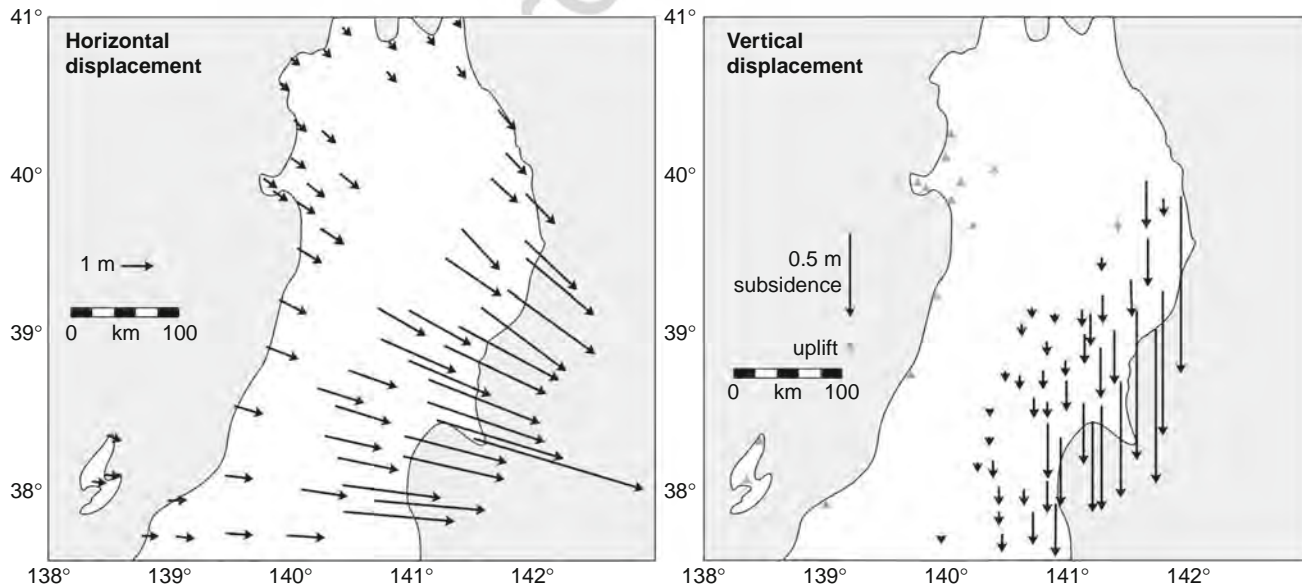 41°
Horizontal
displacement
40°
1 m
39°
0 km 100
38°
138° 139° 140° 141° 142°
41°
Vertical
displacement
40°
0.5 m
subsidence
39°
uplift
0 km 100
38°
138° 139° 140° 141° 142°